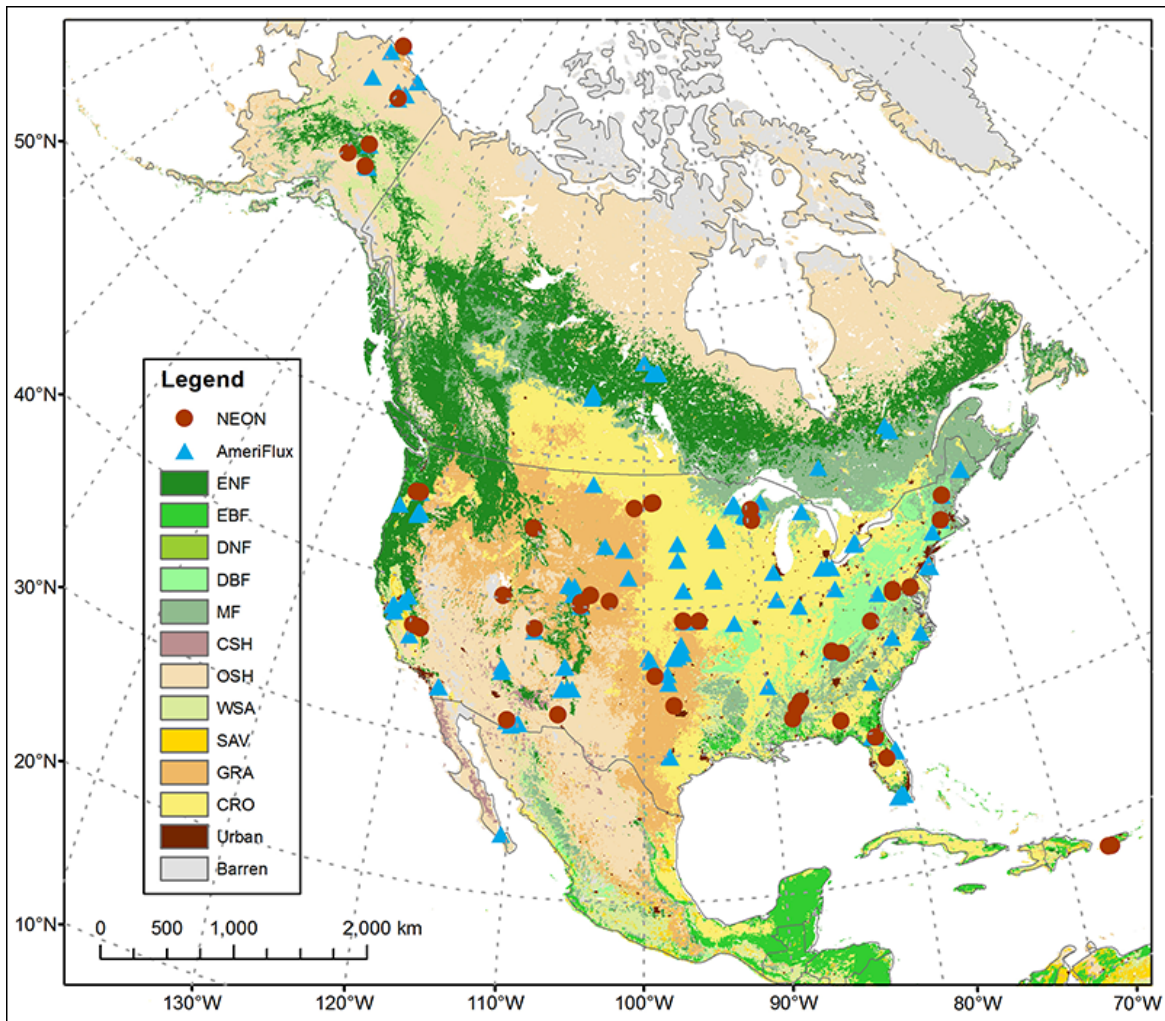 50°N
40°N
30°N
20°N
10°N
Legend
NEON
AmeriFlux
ENF
EBF
DNF
DBF
MF
CSH
OSH
WSA
SAV
GRA
CRO
Urban
Barren
0 500 1,000 2,000 km
130°W 120°W 110°W 100°W 90°W 80°W 70°W